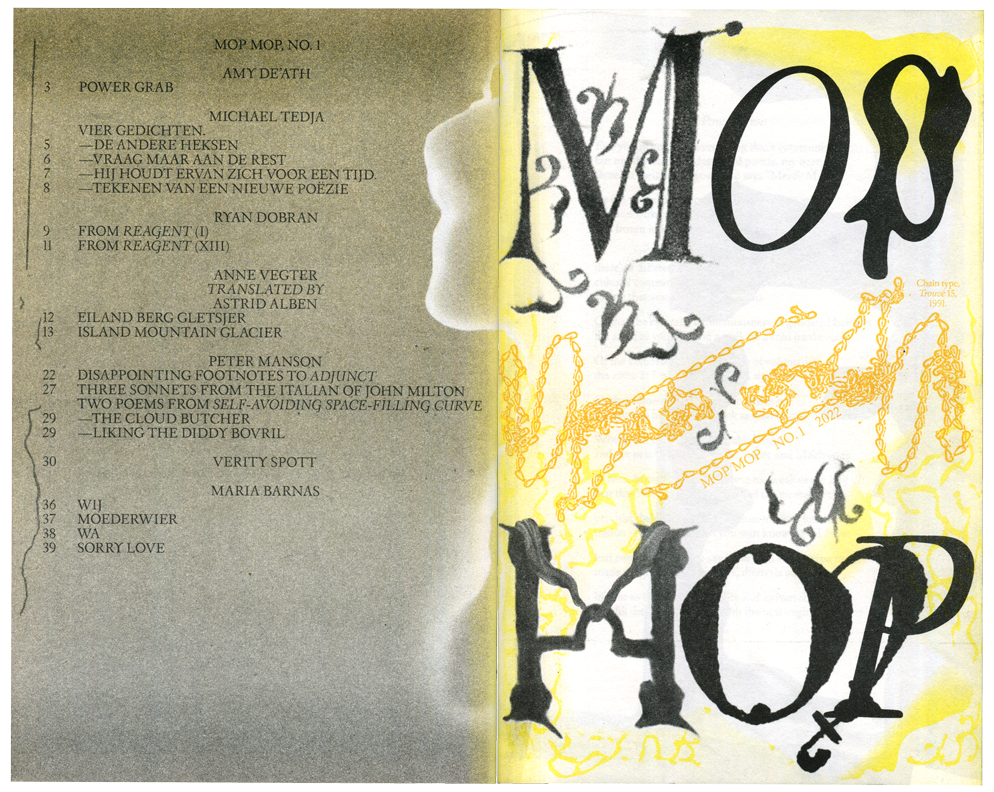 MOP MOP, NO. 1
AMY DE'ATH
3 POWER GRAB
MICHAEL TEDJA
VIER GEDICHTEN.
5 —DE ANDERE HEKSEN
6 —VRAAG MAAR AAN DE REST
7 —HIJ HOUDT ERVAN ZICH VOOR EEN TIJD.
8 —TEKENEN VAN EEN NIEUWE POËZIE
RYAN DOBRAN
9 FROM REAGENT (I)
11 FROM REAGENT (XIII)
ANNE VEGTER
TRANSLATED BY
ASTRID ALBEN
12 EILAND BERG GLETSJER
13 ISLAND MOUNTAIN GLACIER
PETER MANSON
22 DISAPPOINTING FOOTNOTES TO ADJUNCT
27 THREE SONNETS FROM THE ITALIAN OF JOHN MILTON
TWO POEMS FROM SELF-AVOIDING SPACE-FILLING CURVE
29 —THE CLOUD BUTCHER
29 —LIKING THE DIDDY BOVRIL
30 VERITY SPOTT
MARIA BARNAS
36 WIJ
37 MOEDERWIER
38 WA
39 SORRY LOVE
MOP
Chain type,
Trouvé 15,
1991.
MOP MOP NO. 1 2022
MOP